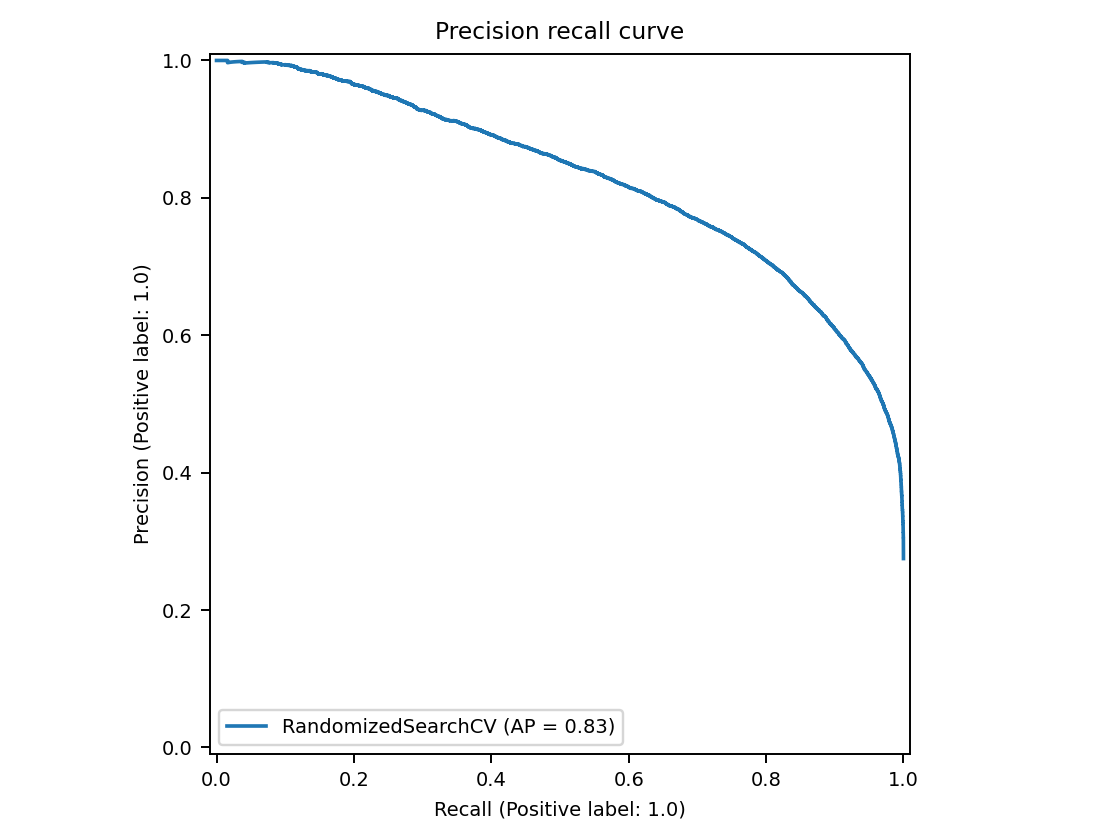 Precision recall curve
1.0
0.8
0.6
0.4
0.2
0.0
Precision (Positive label: 1.0)
RandomizedSearchCV (AP = 0.83)
0.0 0.2 0.4 0.6 0.8 1.0
Recall (Positive label: 1.0)